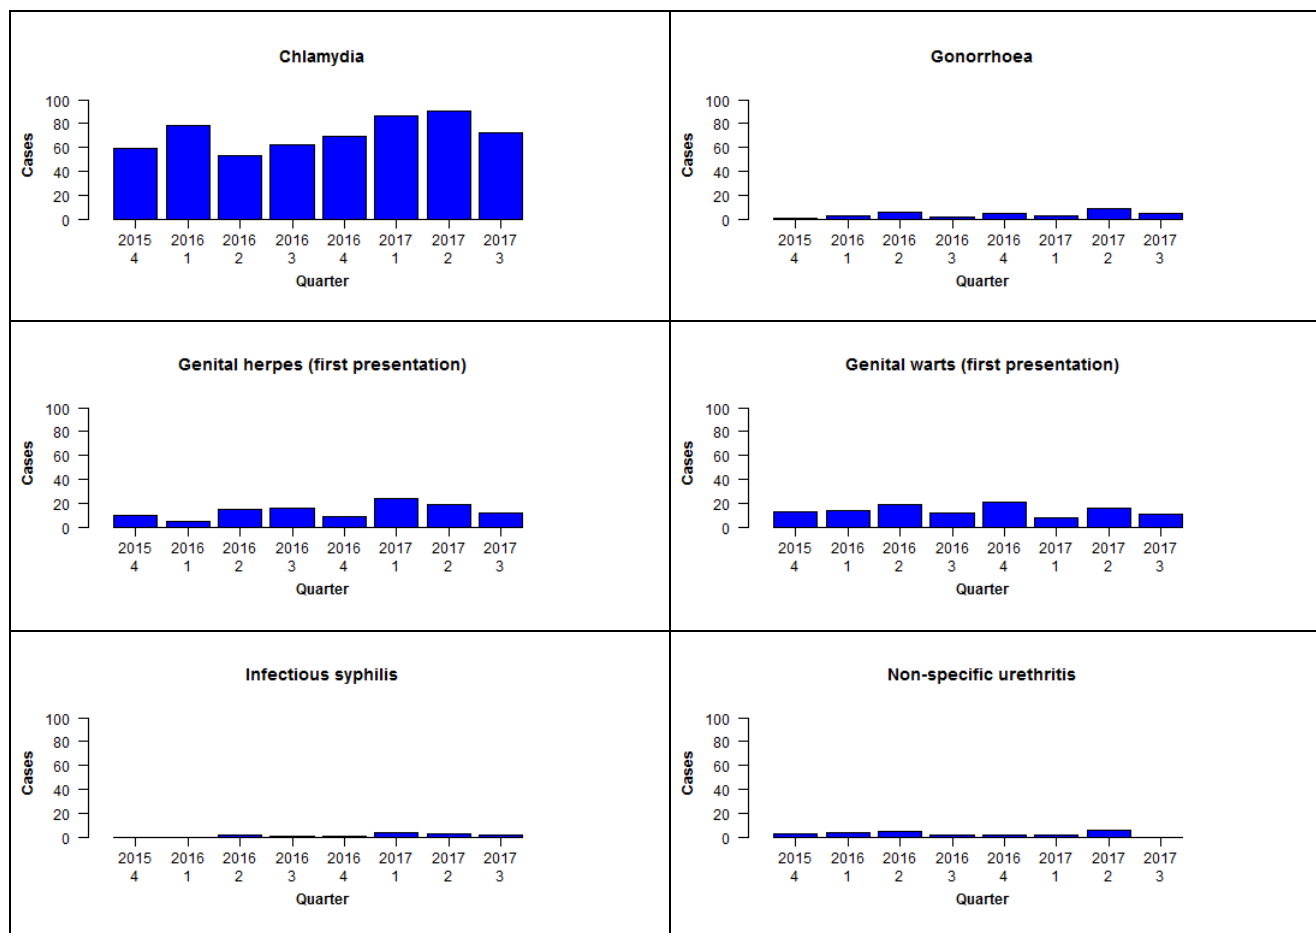 Chlamydia
Cases
100
80
60
40
20
0
2015 2016 2016 2016 2016 2017 2017 2017
4 1 2 3 4 1 2 3
Quarter
Gonorrhoea
Cases
100
80
60
40
20
0
2015 2016 2016 2016 2016 2017 2017 2017
4 1 2 3 4 1 2 3
Quarter
Genital herpes (first presentation)
Cases
100
80
60
40
20
0
2015 2016 2016 2016 2016 2017 2017 2017
4 1 2 3 4 1 2 3
Quarter
Genital warts (first presentation)
Cases
100
80
60
40
20
0
2015 2016 2016 2016 2016 2017 2017 2017
4 1 2 3 4 1 2 3
Quarter
Infectious syphilis
Cases
100
80
60
40
20
0
2015 2016 2016 2016 2016 2017 2017 2017
4 1 2 3 4 1 2 3
Quarter
Non-specific urethritis
Cases
100
80
60
40
20
0
2015 2016 2016 2016 2016 2017 2017 2017
4 1 2 3 4 1 2 3
Quarter